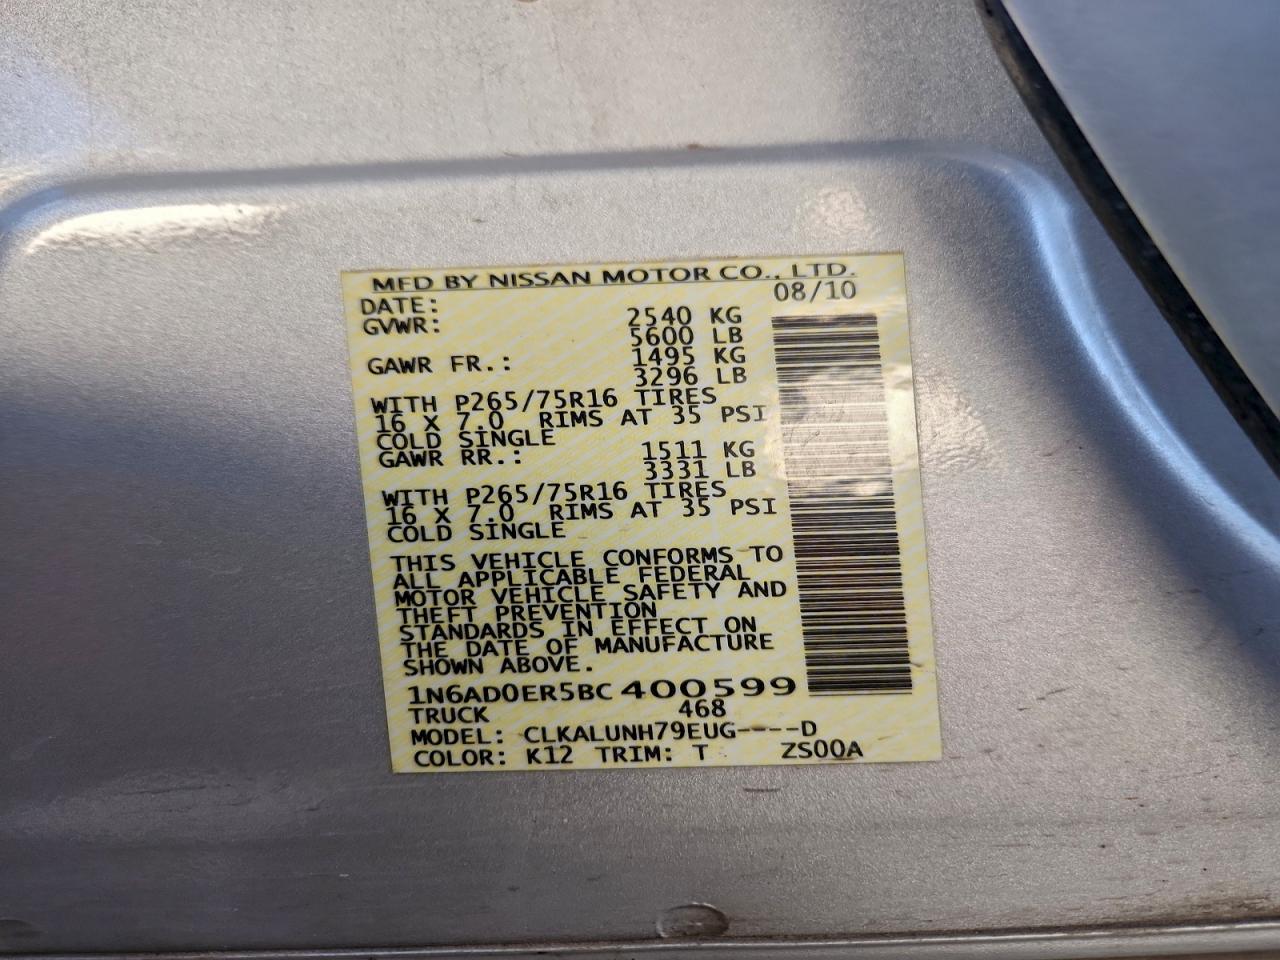 MFD BY NISSAN MOTOR CO., LTD.
DATE: 08/10
GVWR: 2540 KG
5600 LB
GAWR FR.: 1495 KG
3296 LB
WITH P265/75R16 TIRES
16 X 7.0 RIMS AT 35 PSI
COLD SINGLE
GAWR RR.: 1511 KG
3331 LB
WITH P265/75R16 TIRES
16 X 7.0 RIMS AT 35 PSI
COLD SINGLE
THIS VEHICLE CONFORMS TO
ALL APPLICABLE FEDERAL
MOTOR VEHICLE SAFETY AND
THEFT PREVENTION
STANDARDS IN EFFECT ON
THE DATE OF MANUFACTURE
SHOWN ABOVE.
1N6AD0ER5BC400599
TRUCK 468
MODEL: CLKALUNH79EUG----D
COLOR: K12 TRIM: T ZS00A